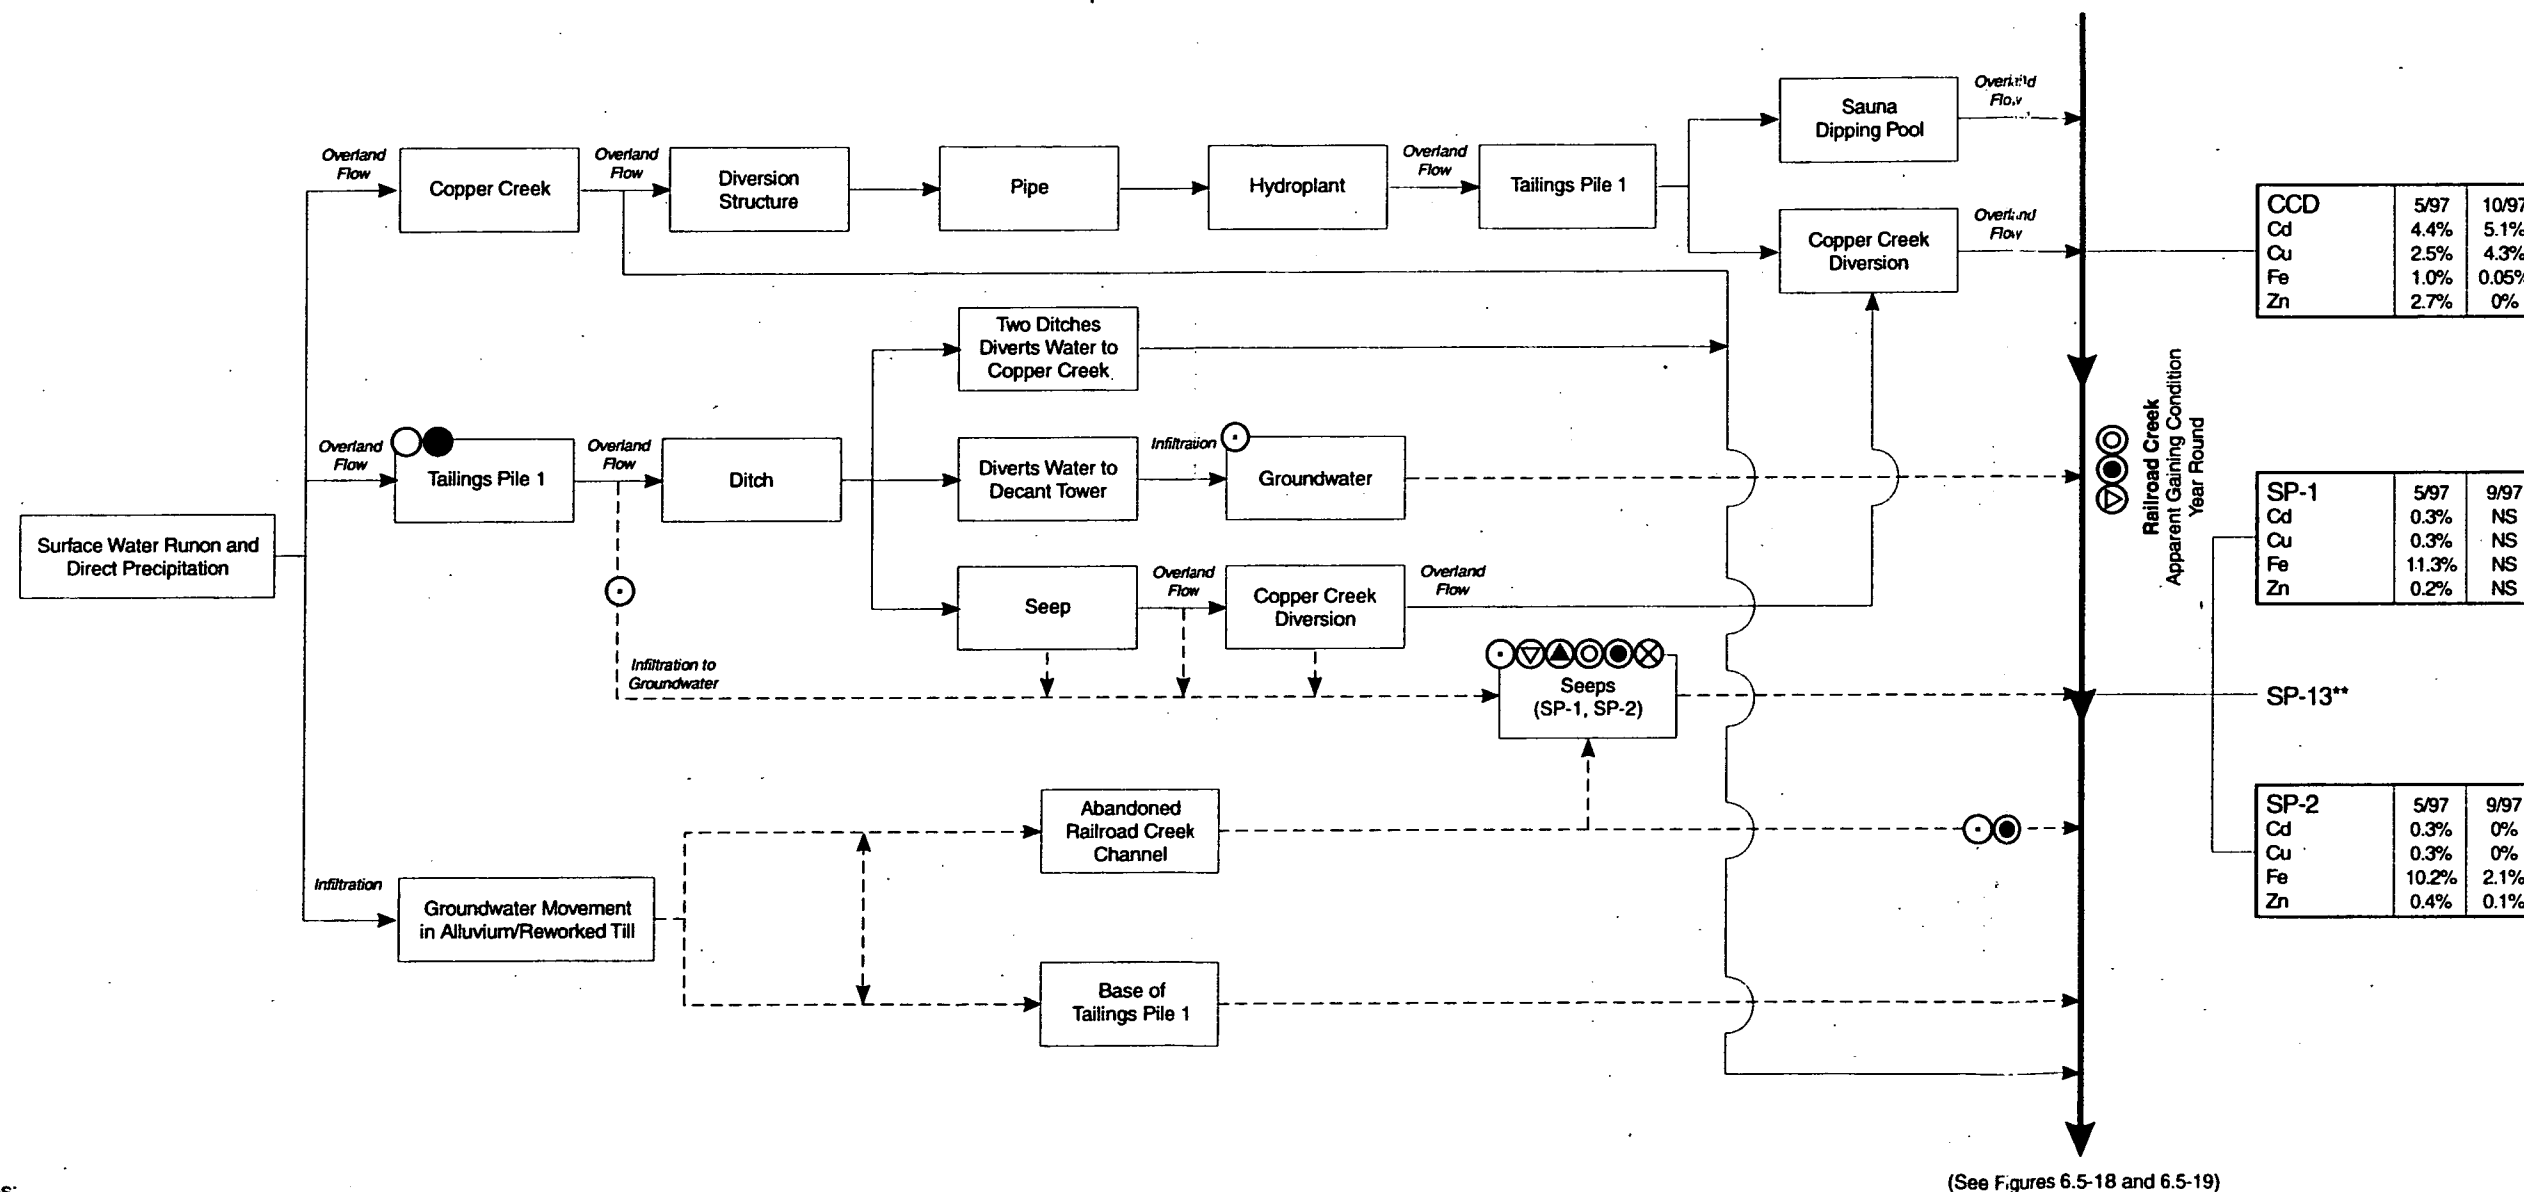 Overland
Flow
Copper Creek
Overland
Flow
Diversion
Structure
Pipe
Hydroplant
Overland
Flow
Tailings Pile 1
Sauna
Dipping Pool
Overland
Flow
Copper Creek
Diversion
Overland
Flow
CCD 5/97 10/97
Cd 4.4% 5.1%
Cu 2.5% 4.3%
Fe 1.0% 0.05%
Zn 2.7% 0%
Two Ditches
Diverts Water to
Copper Creek
Overland
Flow
Tailings Pile 1
Overland
Flow
Ditch
Diverts Water to
Decant Tower
Infiltration
Groundwater
Railroad Creek
Apparent Gaining Condition
Year Round
SP-1 5/97 9/97
Cd 0.3% NS
Cu 0.3% NS
Fe 11.3% NS
Zn 0.2% NS
Surface Water Runon and
Direct Precipitation
Seep
Overland
Flow
Copper Creek
Diversion
Overland
Flow
Infiltration to
Groundwater
Seeps
(SP-1, SP-2)
SP-13**
Abandoned
Railroad Creek
Channel
SP-2 5/97 9/97
Cd 0.3% 0%
Cu 0.3% 0%
Fe 10.2% 2.1%
Zn 0.4% 0.1%
Infiltration
Groundwater Movement
in Alluvium/Reworked Till
Base of
Tailings Pile 1
(See Figures 6.5-18 and 6.5-19)